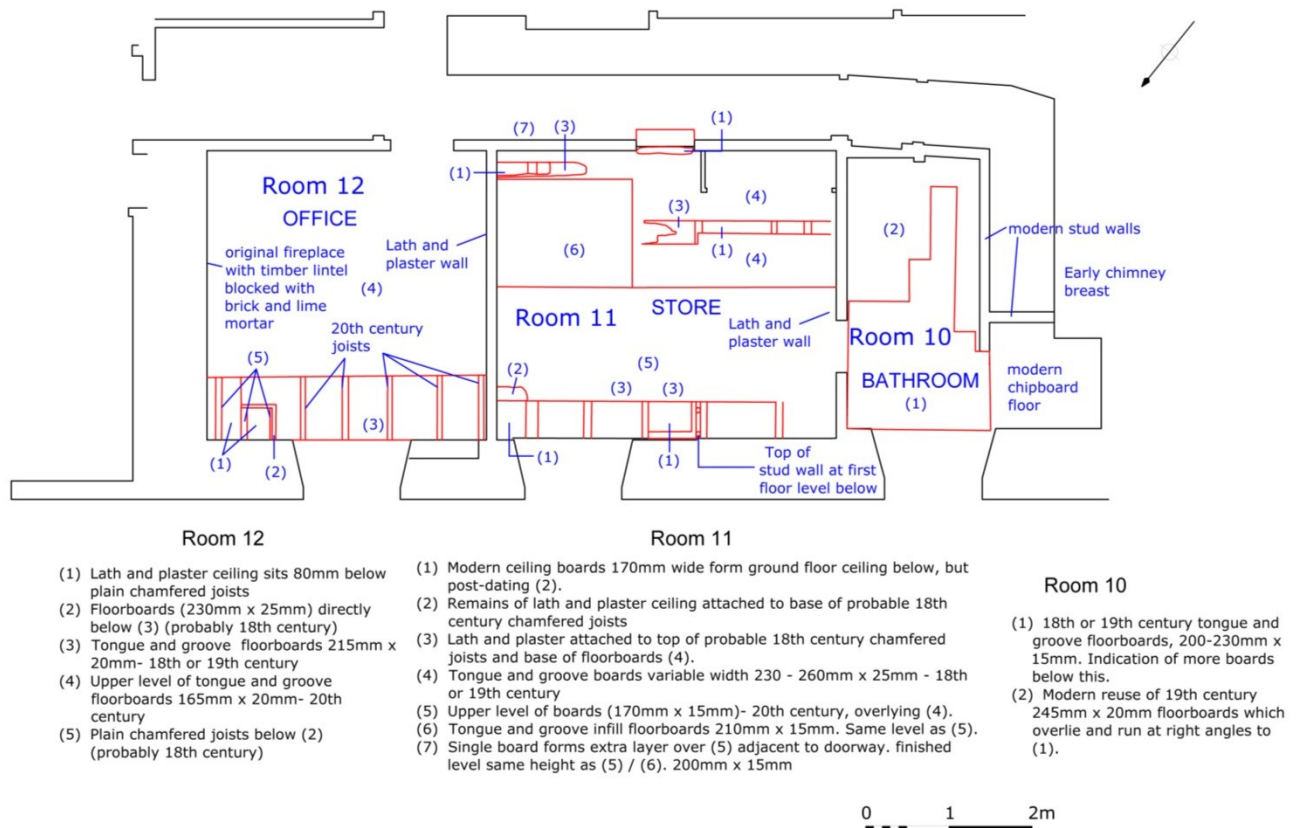 (7)
(3)
(1)
(1)
Room 12
OFFICE
(4)
(3)
(2)
original fireplace
with timber lintel
blocked with
brick and lime
mortar
(4)
Lath and
plaster wall
(6)
(1)
(4)
modern stud walls
Early chimney
breast
20th century
joists
Room 11
STORE
Lath and
plaster wall
Room 10
(5)
(5)
modern
chipboard
floor
(2)
(3)
(3)
BATHROOM
(1)
(3)
(1)
(2)
(1)
(1)
Top of
stud wall at first
floor level below
Room 12
(1) Lath and plaster ceiling sits 80mm below
plain chamfered joists
(2) Floorboards (230mm x 25mm) directly
below (3) (probably 18th century)
(3) Tongue and groove floorboards 215mm x
20mm- 18th or 19th century
(4) Upper level of tongue and groove
floorboards 165mm x 20mm- 20th
century
(5) Plain chamfered joists below (2)
(probably 18th century)
Room 11
(1) Modern ceiling boards 170mm wide form ground floor ceiling below, but
post-dating (2).
(2) Remains of lath and plaster ceiling attached to base of probable 18th
century chamfered joists
(3) Lath and plaster attached to top of probable 18th century chamfered
joists and base of floorboards (4).
(4) Tongue and groove boards variable width 230 - 260mm x 25mm - 18th
or 19th century
(5) Upper level of boards (170mm x 15mm)- 20th century, overlying (4).
(6) Tongue and groove infill floorboards 210mm x 15mm. Same level as (5).
(7) Single board forms extra layer over (5) adjacent to doorway. finished
level same height as (5) / (6). 200mm x 15mm
Room 10
(1) 18th or 19th century tongue and
groove floorboards, 200-230mm x
15mm. Indication of more boards
below this.
(2) Modern reuse of 19th century
245mm x 20mm floorboards which
overlie and run at right angles to
(1).
0 1 2m